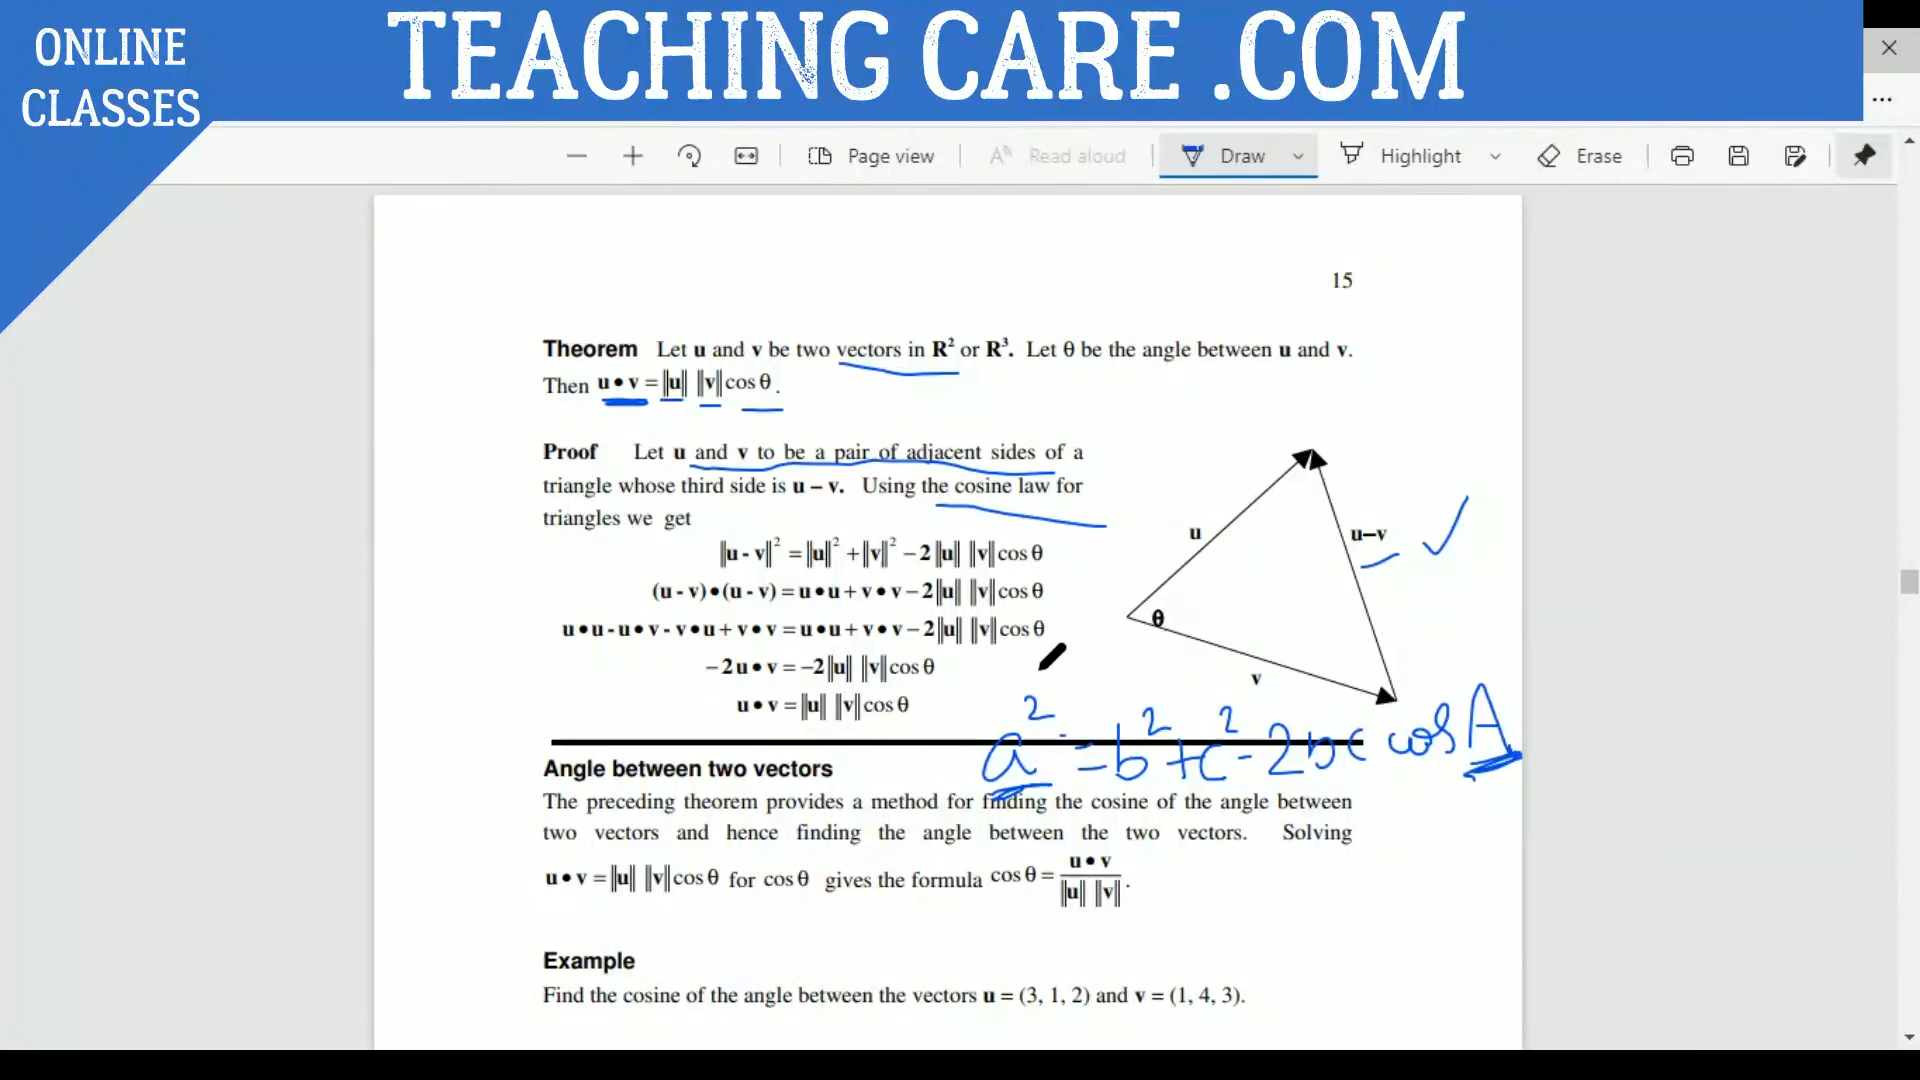 ONLINE
CLASSES
TEACHING CARE .COM
Page view
Read aloud
Draw
Highlight
Erase
15
Theorem Let u and v be two vectors in R² or R³. Let θ be the angle between u and v.
Then u • v = ‖u‖ ‖v‖ cos θ .
Proof Let u and v to be a pair of adjacent sides of a
triangle whose third side is u – v. Using the cosine law for
triangles we get
‖u - v‖² = ‖u‖² + ‖v‖² − 2‖u‖ ‖v‖ cos θ
(u - v) • (u - v) = u • u + v • v − 2‖u‖ ‖v‖ cos θ
u • u - u • v - v • u + v • v = u • u + v • v − 2‖u‖ ‖v‖ cos θ
−2u • v = −2‖u‖ ‖v‖ cos θ
u • v = ‖u‖ ‖v‖ cos θ
u
u–v
θ
v
a² = b² + c² - 2bc cos A
Angle between two vectors
The preceding theorem provides a method for finding the cosine of the angle between
two vectors and hence finding the angle between the two vectors. Solving
u • v = ‖u‖ ‖v‖ cos θ for cos θ gives the formula cos θ = u • v / ‖u‖ ‖v‖ .
Example
Find the cosine of the angle between the vectors u = (3, 1, 2) and v = (1, 4, 3).